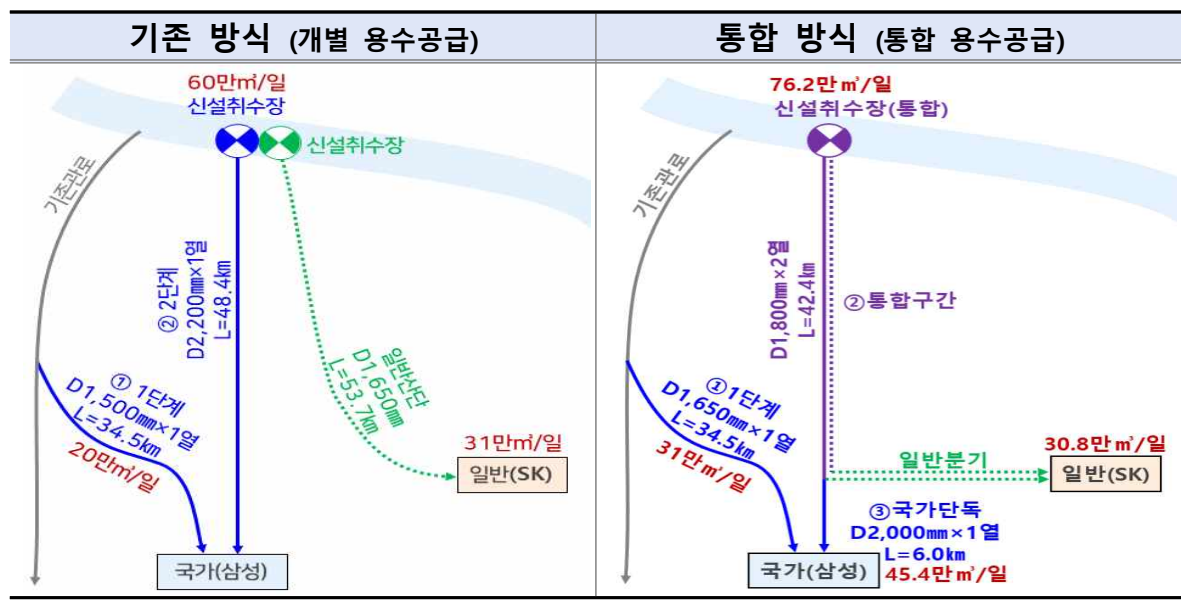 기존 방식 (개별 용수공급)
60만㎥/일
신설취수장
신설취수장
기존관로
② 2단계
D2,200㎜×1열
L=48.4㎞
일반산단
D1,650㎜
L=53.7㎞
① 1단계
D1,500㎜×1열
L=34.5㎞
20만㎥/일
31만㎥/일
일반(SK)
국가(삼성)
통합 방식 (통합 용수공급)
76.2만㎥/일
신설취수장(통합)
기존관로
D1,800㎜×2열
L=42.4㎞
②통합구간
①1단계
D1,650㎜×1열
L=34.5㎞
31만㎥/일
일반분기
30.8만㎥/일
일반(SK)
③국가단독
D2,000㎜×1열
L=6.0㎞
45.4만㎥/일
국가(삼성)